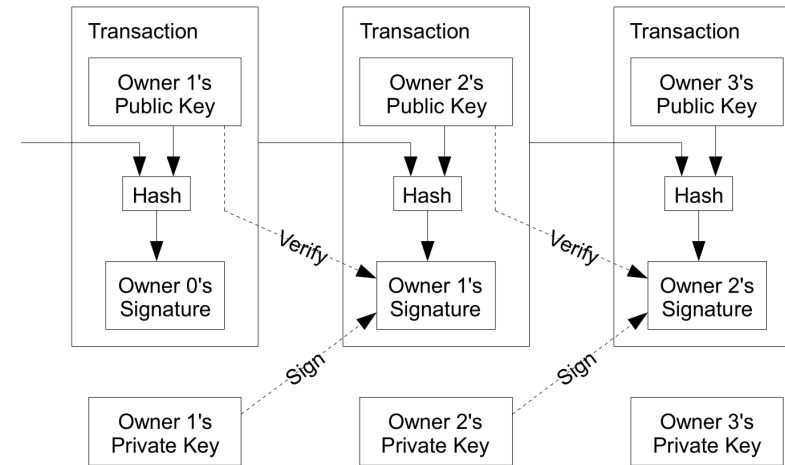 Transaction
Owner 1's
Public Key
Hash
Verify
Owner 0's
Signature
Transaction
Owner 2's
Public Key
Hash
Verify
Owner 1's
Signature
Transaction
Owner 3's
Public Key
Hash
Owner 2's
Signature
Sign
Sign
Owner 1's
Private Key
Owner 2's
Private Key
Owner 3's
Private Key